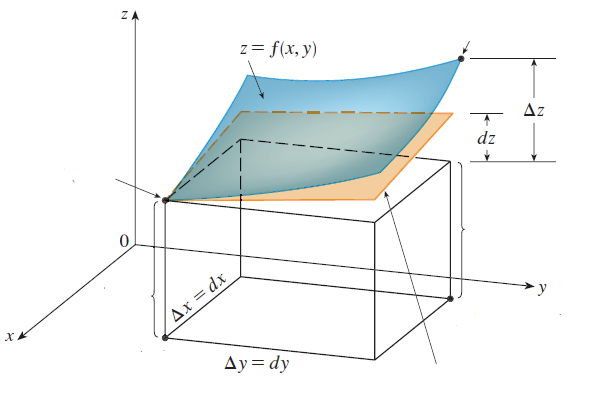 z
z = f(x, y)
Δz
dz
0
Δx = dx
y
x
Δy = dy